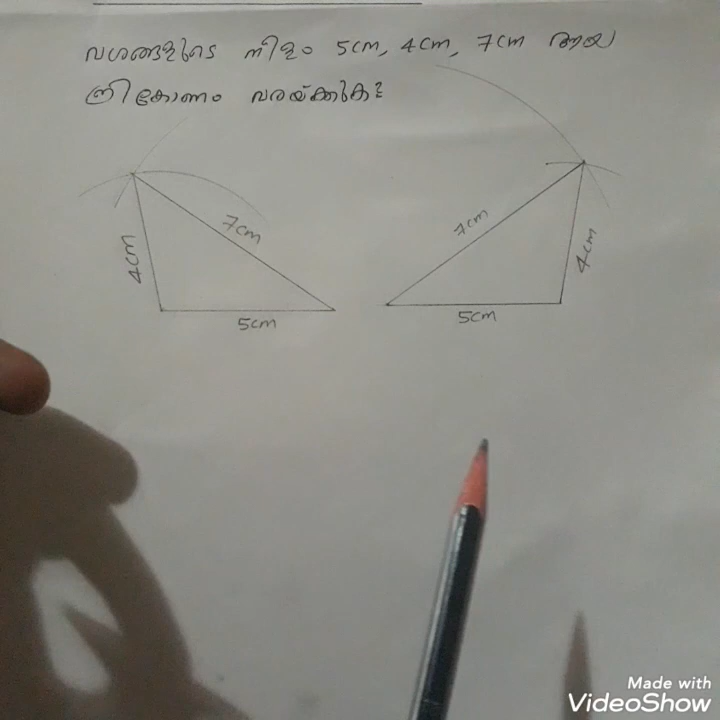 വശങ്ങളുടെ നീളം 5cm, 4cm, 7cm ആയ
ത്രികോണം വരയ്ക്കുക?
7cm
4cm
5cm
7cm
4cm
5cm
Made with
VideoShow